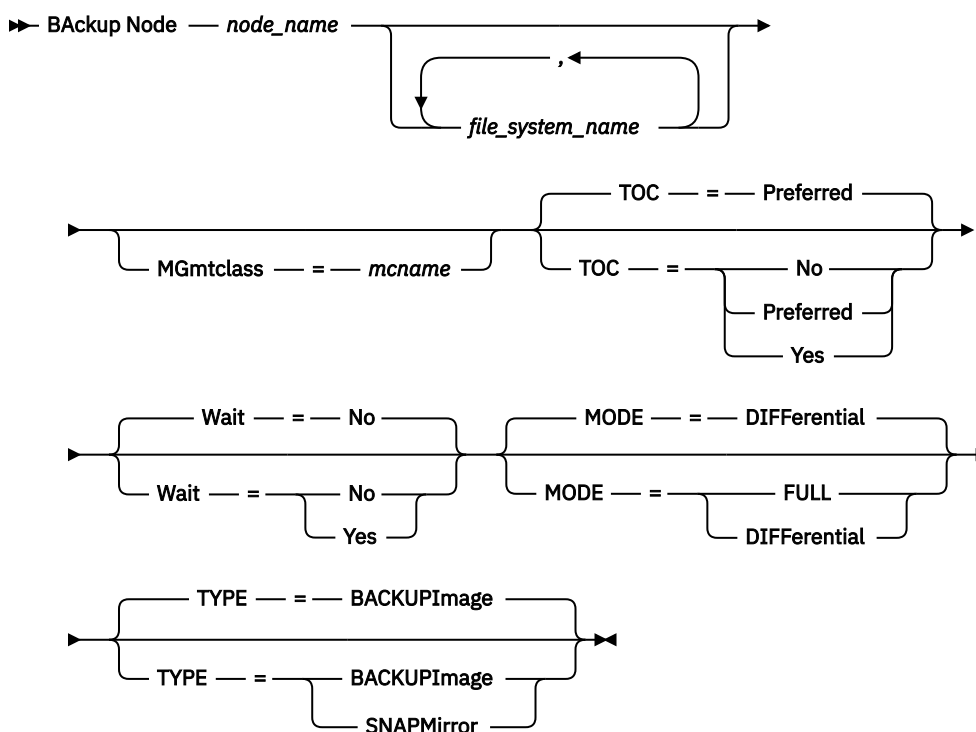 BAckup Node node_name
,
file_system_name
TOC = Preferred
MGmtclass = mcname
TOC = No
Preferred
Yes
Wait = No
MODE = DIFFerential
Wait = No
Yes
MODE = FULL
DIFFerential
TYPE = BACKUPImage
TYPE = BACKUPImage
SNAPMirror